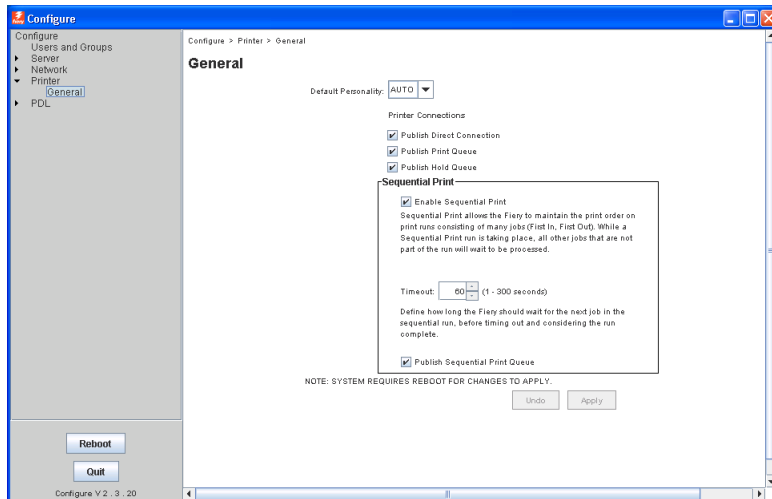 Configure
Configure
Users and Groups
Server
Network
Printer
General
PDL
Configure > Printer > General
General
Default Personality: AUTO
Printer Connections
Publish Direct Connection
Publish Print Queue
Publish Hold Queue
Sequential Print
Enable Sequential Print
Sequential Print allows the Fiery to maintain the print order on
print runs consisting of many jobs (First In, First Out). While a
Sequential Print run is taking place, all other jobs that are not
part of the run will wait to be processed.
Timeout: 60 (1 - 300 seconds)
Define how long the Fiery should wait for the next job in the
sequential run, before timing out and considering the run
complete.
Publish Sequential Print Queue
NOTE: SYSTEM REQUIRES REBOOT FOR CHANGES TO APPLY.
Undo Apply
Reboot
Quit
Configure V 2 . 3 . 20